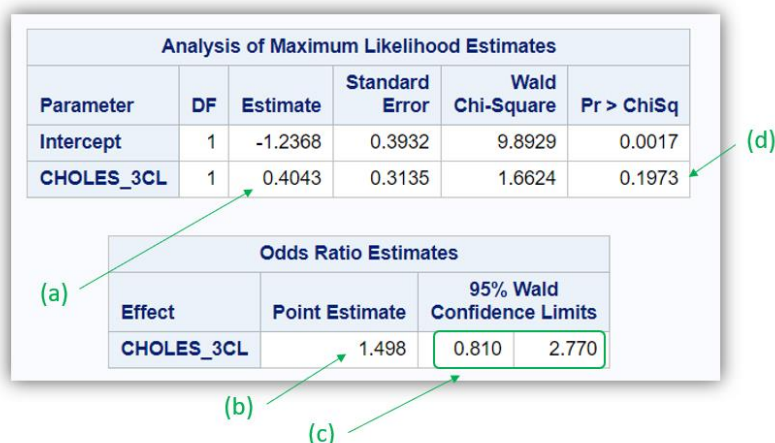 Analysis of Maximum Likelihood Estimates
Parameter DF Estimate Standard Error Wald Chi-Square Pr > ChiSq
Intercept 1 -1.2368 0.3932 9.8929 0.0017
CHOLES_3CL 1 0.4043 0.3135 1.6624 0.1973
(d)
Odds Ratio Estimates
(a)
Effect Point Estimate 95% Wald Confidence Limits
CHOLES_3CL 1.498 0.810 2.770
(b)
(c)